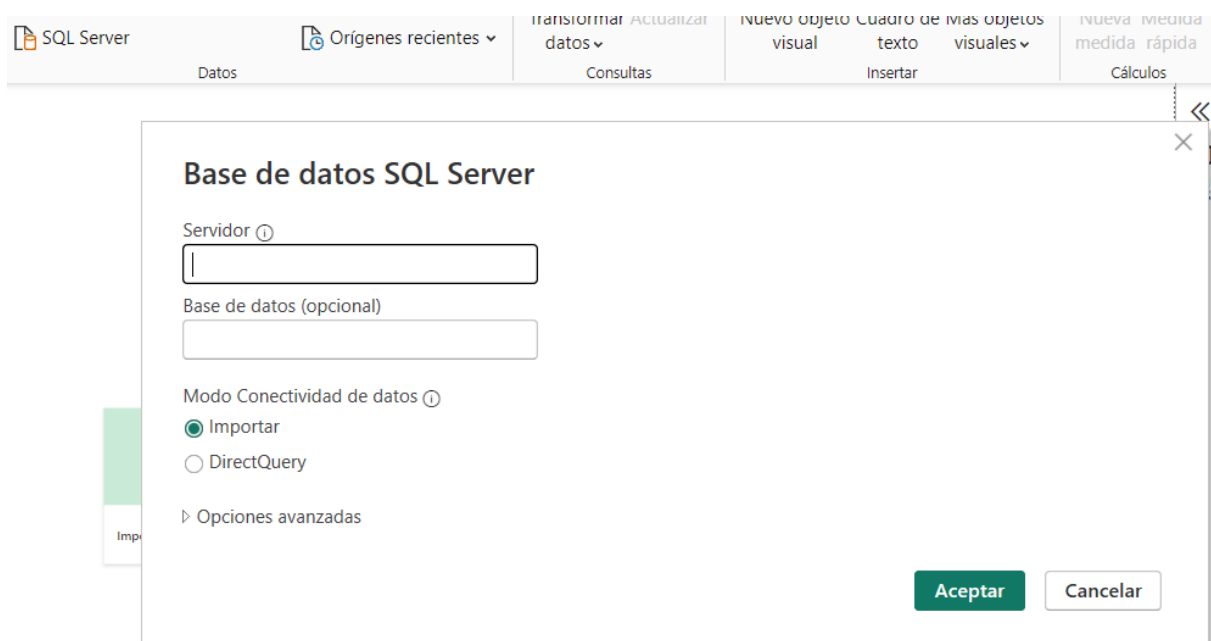 Transformar Actualizar Nuevo objeto Cuadro de Más objetos Nueva Medida
SQL Server Orígenes recientes datos visual texto visuales medida rápida
Datos Consultas Insertar Cálculos
Base de datos SQL Server
Servidor
Base de datos (opcional)
Modo Conectividad de datos
Importar
DirectQuery
Opciones avanzadas
Impo
Aceptar Cancelar